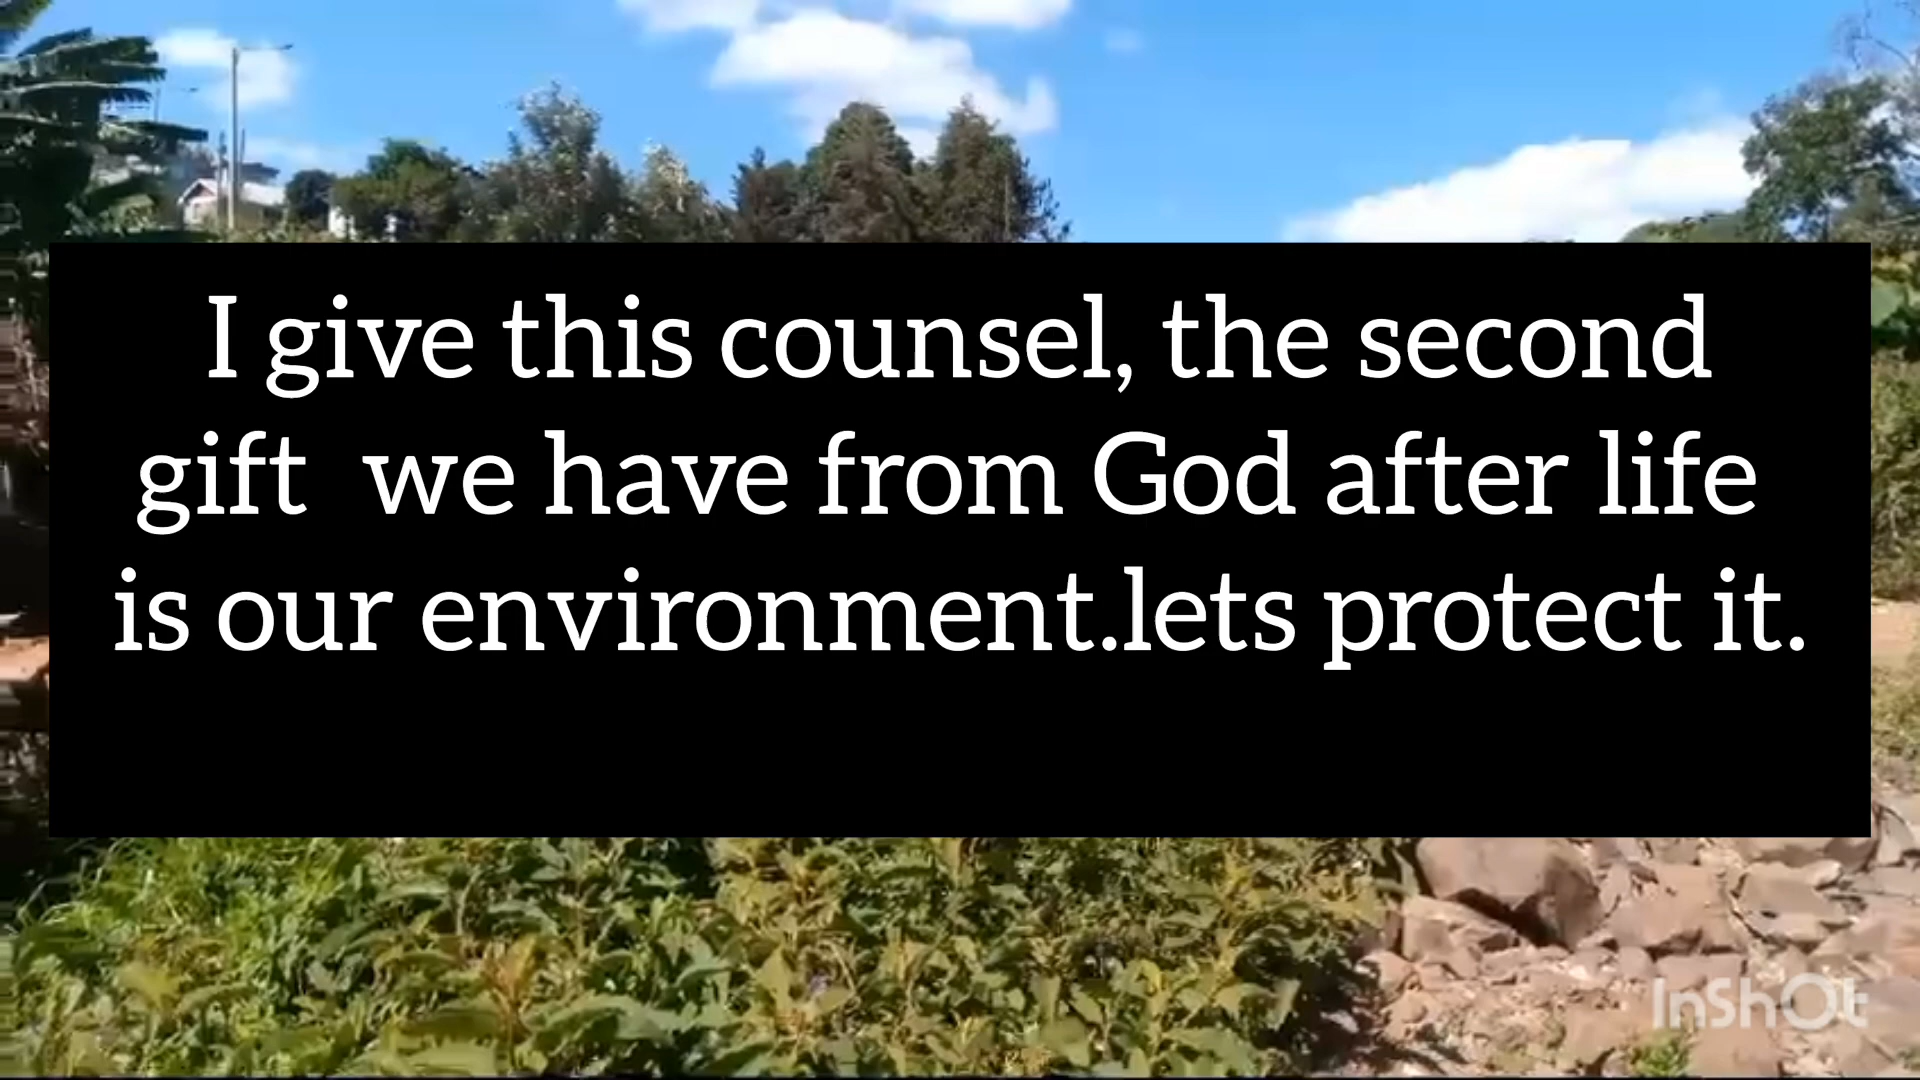 I give this counsel, the second
gift we have from God after life
is our environment.lets protect it.
InShOt